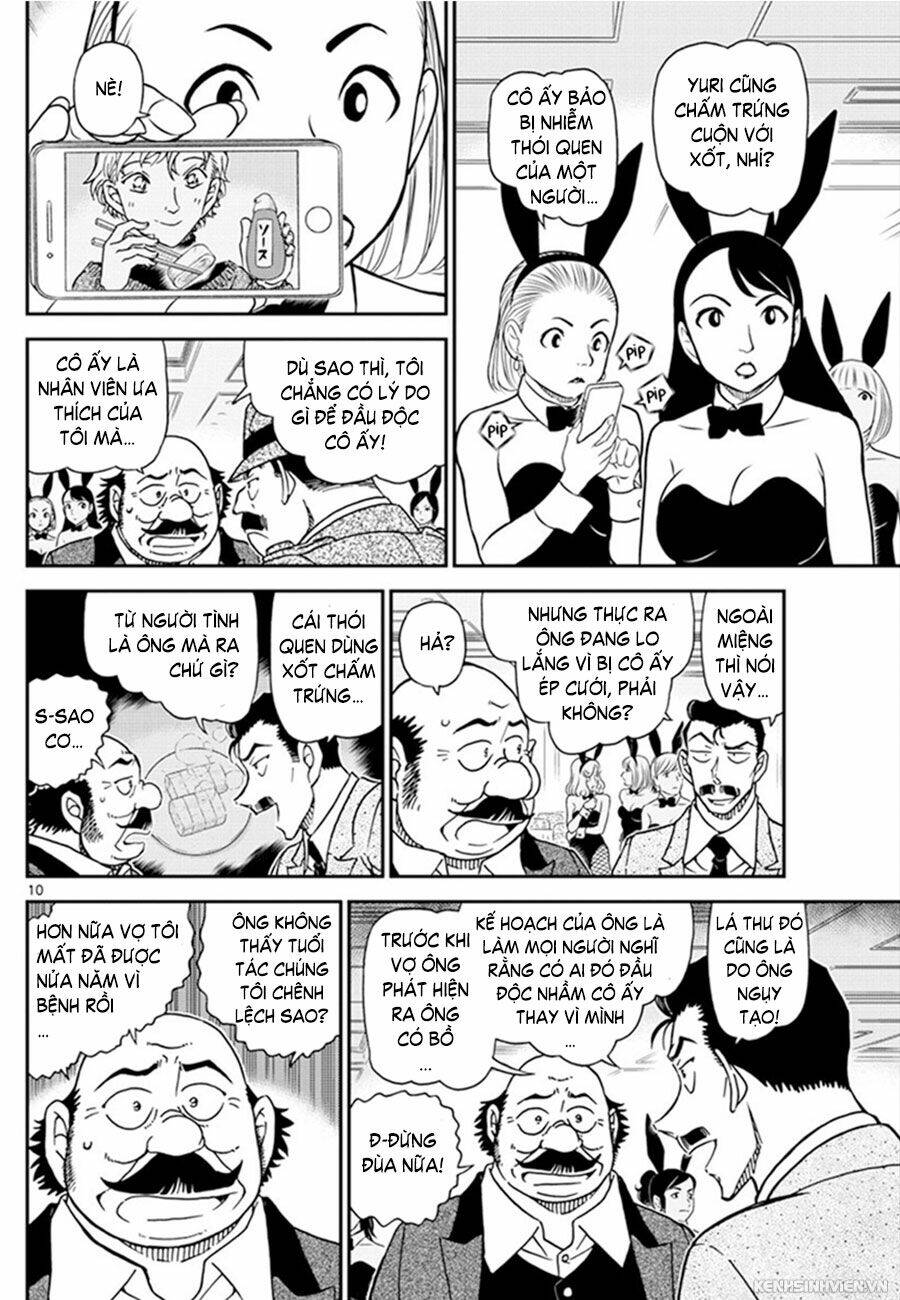 YURI CŨNG
CHẤM TRỨNG
CUỘN VỚI
XỐT, NHỈ?
CÔ ẤY BẢO
BỊ NHIỄM
THÓI QUEN
CỦA MỘT
NGƯỜI...
PIP
PIP
PIP
NÈ!
ソース
DÙ SAO THÌ, TÔI
CHẲNG CÓ LÝ DO
GÌ ĐỂ ĐẦU ĐỘC
CÔ ẤY!
CÔ ẤY LÀ
NHÂN VIÊN ƯA
THÍCH CỦA
TÔI MÀ...
NGOÀI
MIỆNG
THÌ NÓI
VẬY...
NHƯNG THỰC RA
ÔNG ĐANG LO
LẮNG VÌ BỊ CÔ ẤY
ÉP CƯỚI, PHẢI
KHÔNG?
HẢ?
CÁI THÓI
QUEN DÙNG
XỐT CHẤM
TRỨNG...
TỪ NGƯỜI TÌNH
LÀ ÔNG MÀ RA
CHỨ GÌ?
S-SAO
CƠ...
10
LÁ THƯ ĐÓ
CŨNG LÀ
DO ÔNG
NGỤY
TẠO!
KẾ HOẠCH CỦA ÔNG LÀ
LÀM MỌI NGƯỜI NGHĨ
RẰNG CÓ AI ĐÓ ĐẦU
ĐỘC NHẦM CÔ ẤY
THAY VÌ MÌNH
...
TRƯỚC KHI
VỢ ÔNG
PHÁT HIỆN
RA ÔNG
CÓ BỒ
...
Đ-ĐỪNG
ĐÙA NỮA!
ÔNG KHÔNG
THẤY TUỔI
TÁC CHÚNG
TÔI CHÊNH
LỆCH SAO?
HƠN NỮA VỢ TÔI
MẤT ĐÃ ĐƯỢC
NỬA NĂM VÌ
BỆNH RỒI
...
KENHSINHVIEN.VN